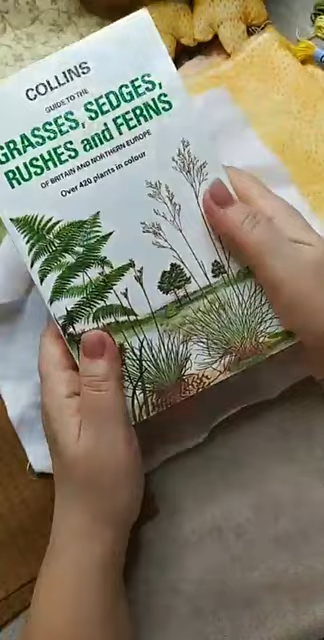 COLLINS
GUIDE TO THE
GRASSES, SEDGES,
RUSHES and FERNS
OF BRITAIN AND NORTHERN EUROPE
Over 420 plants in colour